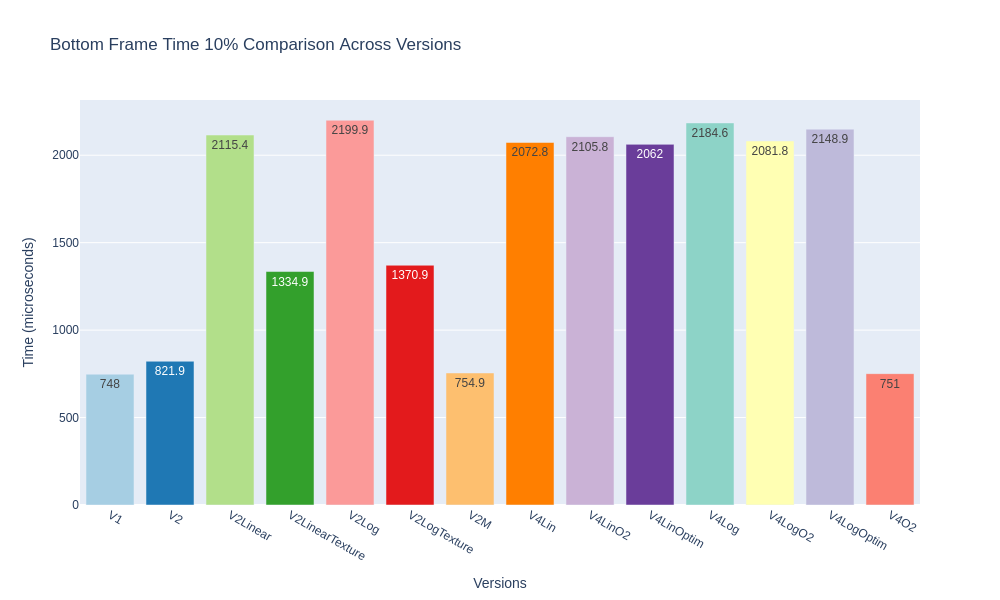 Bottom Frame Time 10% Comparison Across Versions
Time (microseconds)
2000
1500
1000
500
0
748
821.9
2115.4
1334.9
2199.9
1370.9
754.9
2072.8
2105.8
2062
2184.6
2081.8
2148.9
751
V1
V2
V2Linear
V2LinearTexture
V2Log
V2LogTexture
V2M
V4Lin
V4LinO2
V4LinOptim
V4Log
V4LogO2
V4LogOptim
V4O2
Versions